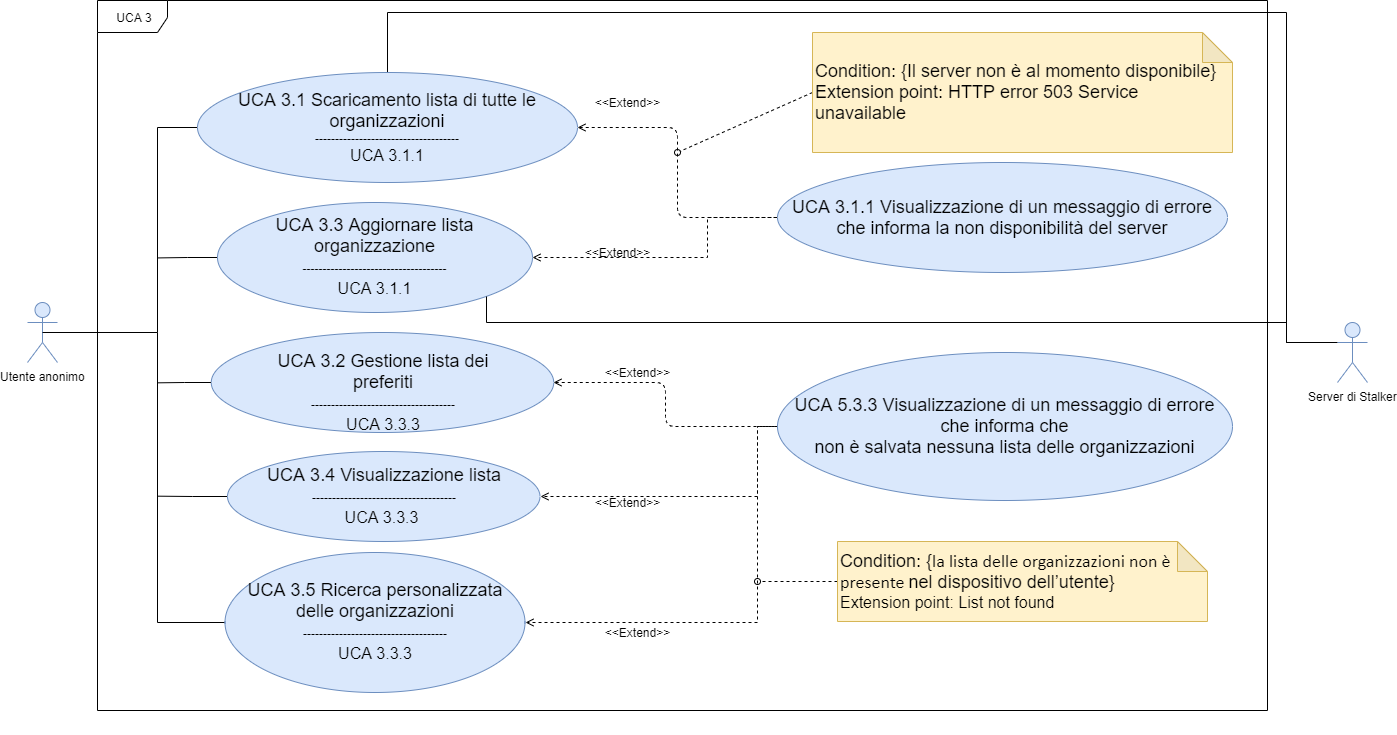 UCA 3
UCA 3.1 Scaricamento lista di tutte le
organizzazioni
------------------------------------
UCA 3.1.1
<<Extend>>
Condition: {Il server non è al momento disponibile}
Extension point: HTTP error 503 Service
unavailable
UCA 3.1.1 Visualizzazione di un messaggio di errore
che informa la non disponibilità del server
UCA 3.3 Aggiornare lista
organizzazione
------------------------------------
UCA 3.1.1
<<Extend>>
Utente anonimo
Server di Stalker
UCA 3.2 Gestione lista dei
preferiti
------------------------------------
UCA 3.3.3
<<Extend>>
UCA 5.3.3 Visualizzazione di un messaggio di errore
che informa che
non è salvata nessuna lista delle organizzazioni
UCA 3.4 Visualizzazione lista
------------------------------------
UCA 3.3.3
<<Extend>>
Condition: {la lista delle organizzazioni non è
presente nel dispositivo dell'utente}
Extension point: List not found
UCA 3.5 Ricerca personalizzata
delle organizzazioni
------------------------------------
UCA 3.3.3
<<Extend>>